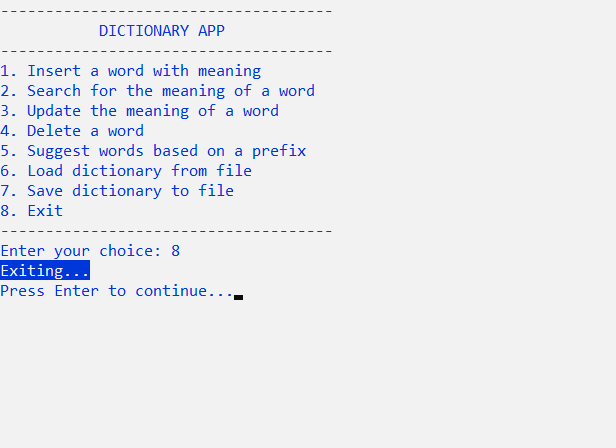 -------------------------------------
DICTIONARY APP
-------------------------------------
1. Insert a word with meaning
2. Search for the meaning of a word
3. Update the meaning of a word
4. Delete a word
5. Suggest words based on a prefix
6. Load dictionary from file
7. Save dictionary to file
8. Exit
-------------------------------------
Enter your choice: 8
Exiting...
Press Enter to continue...